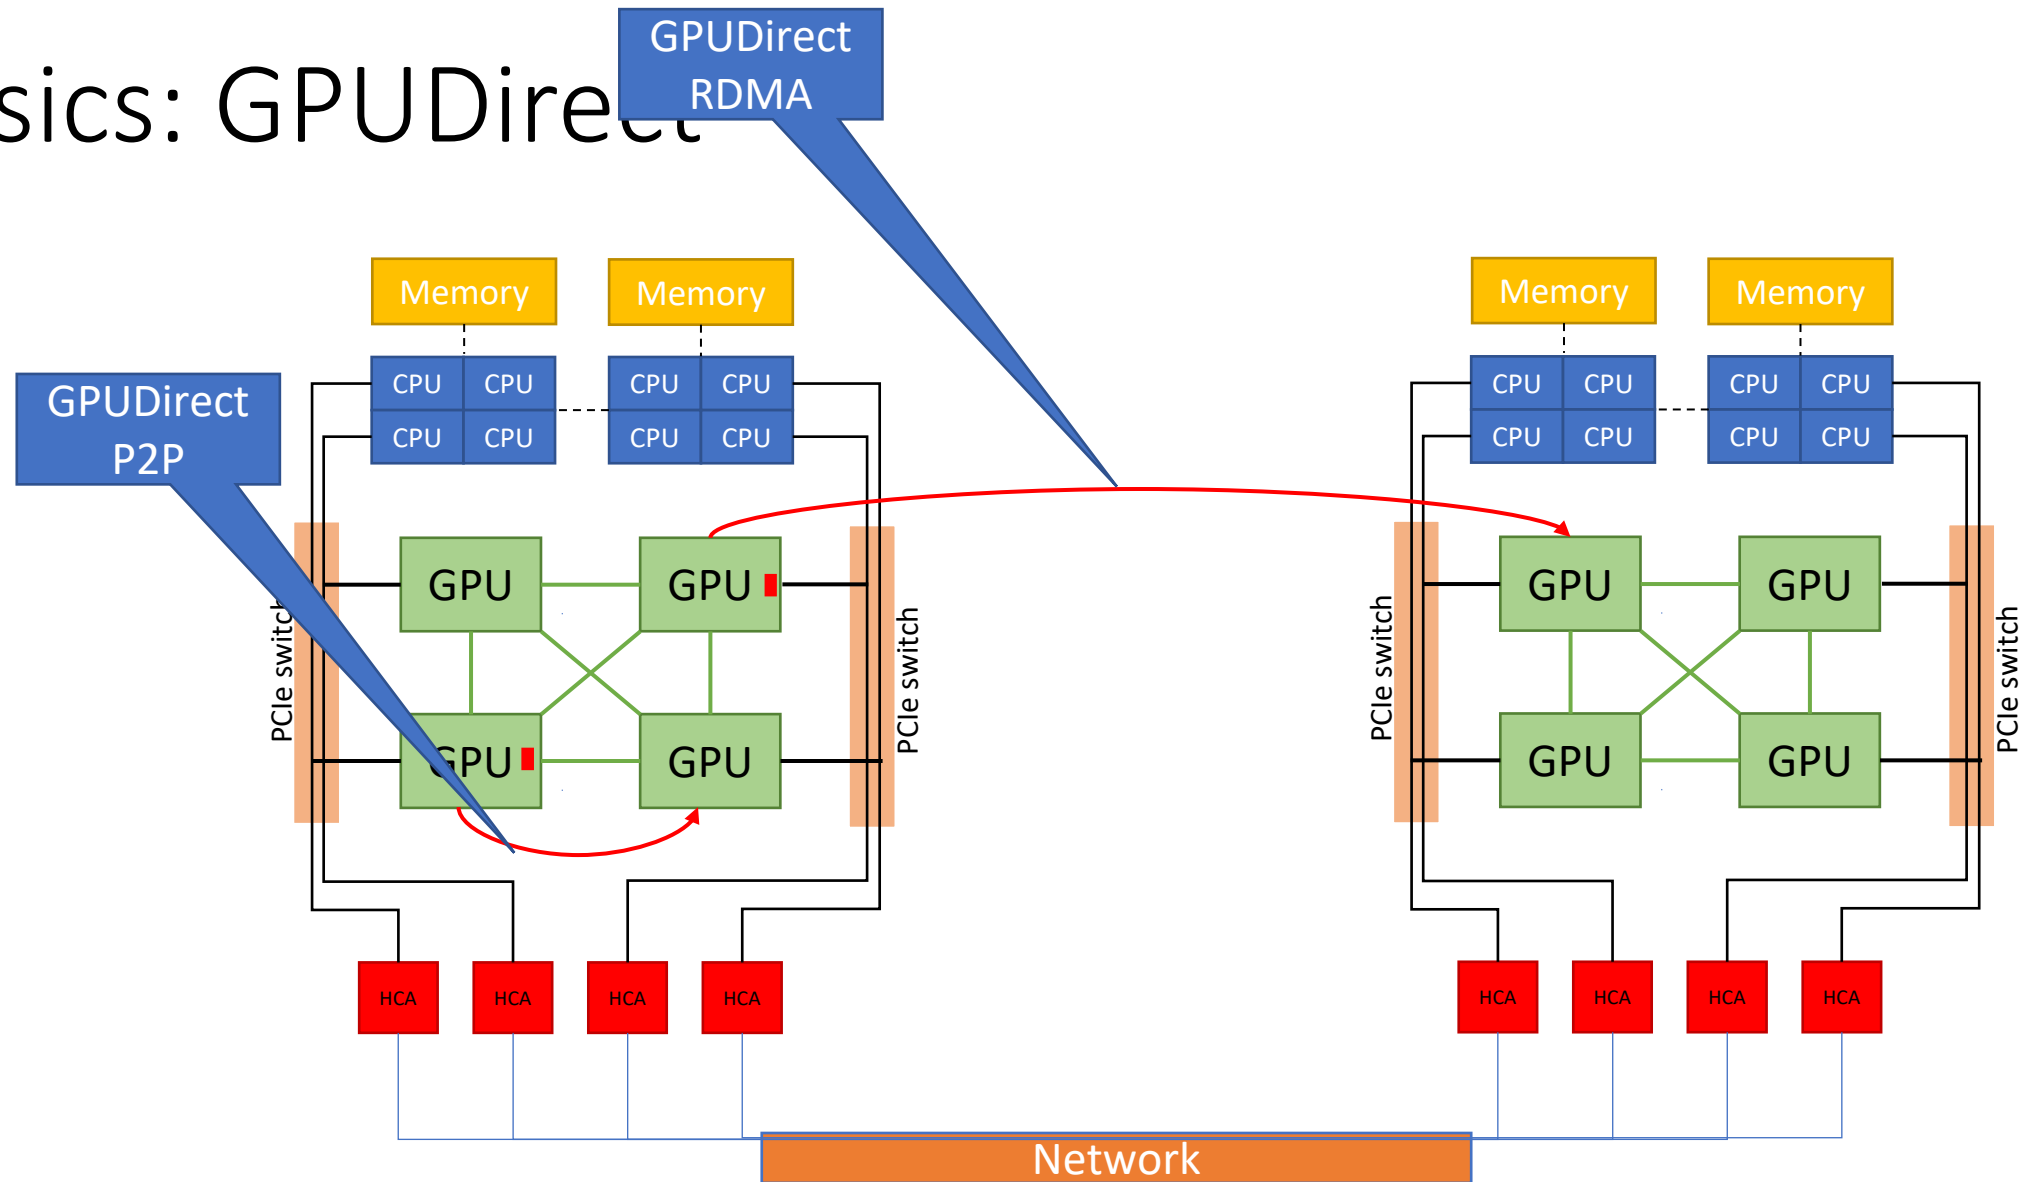 GPUDirect
RDMA
sics: GPUDirect
Memory Memory Memory Memory
GPUDirect
P2P
CPU CPU CPU CPU CPU CPU CPU CPU
CPU CPU CPU CPU CPU CPU CPU CPU
GPU GPU GPU GPU
PCIe switch
PCIe switch
PCIe switch
PCIe switch
GPU GPU GPU GPU
HCA HCA HCA HCA HCA HCA HCA HCA
Network